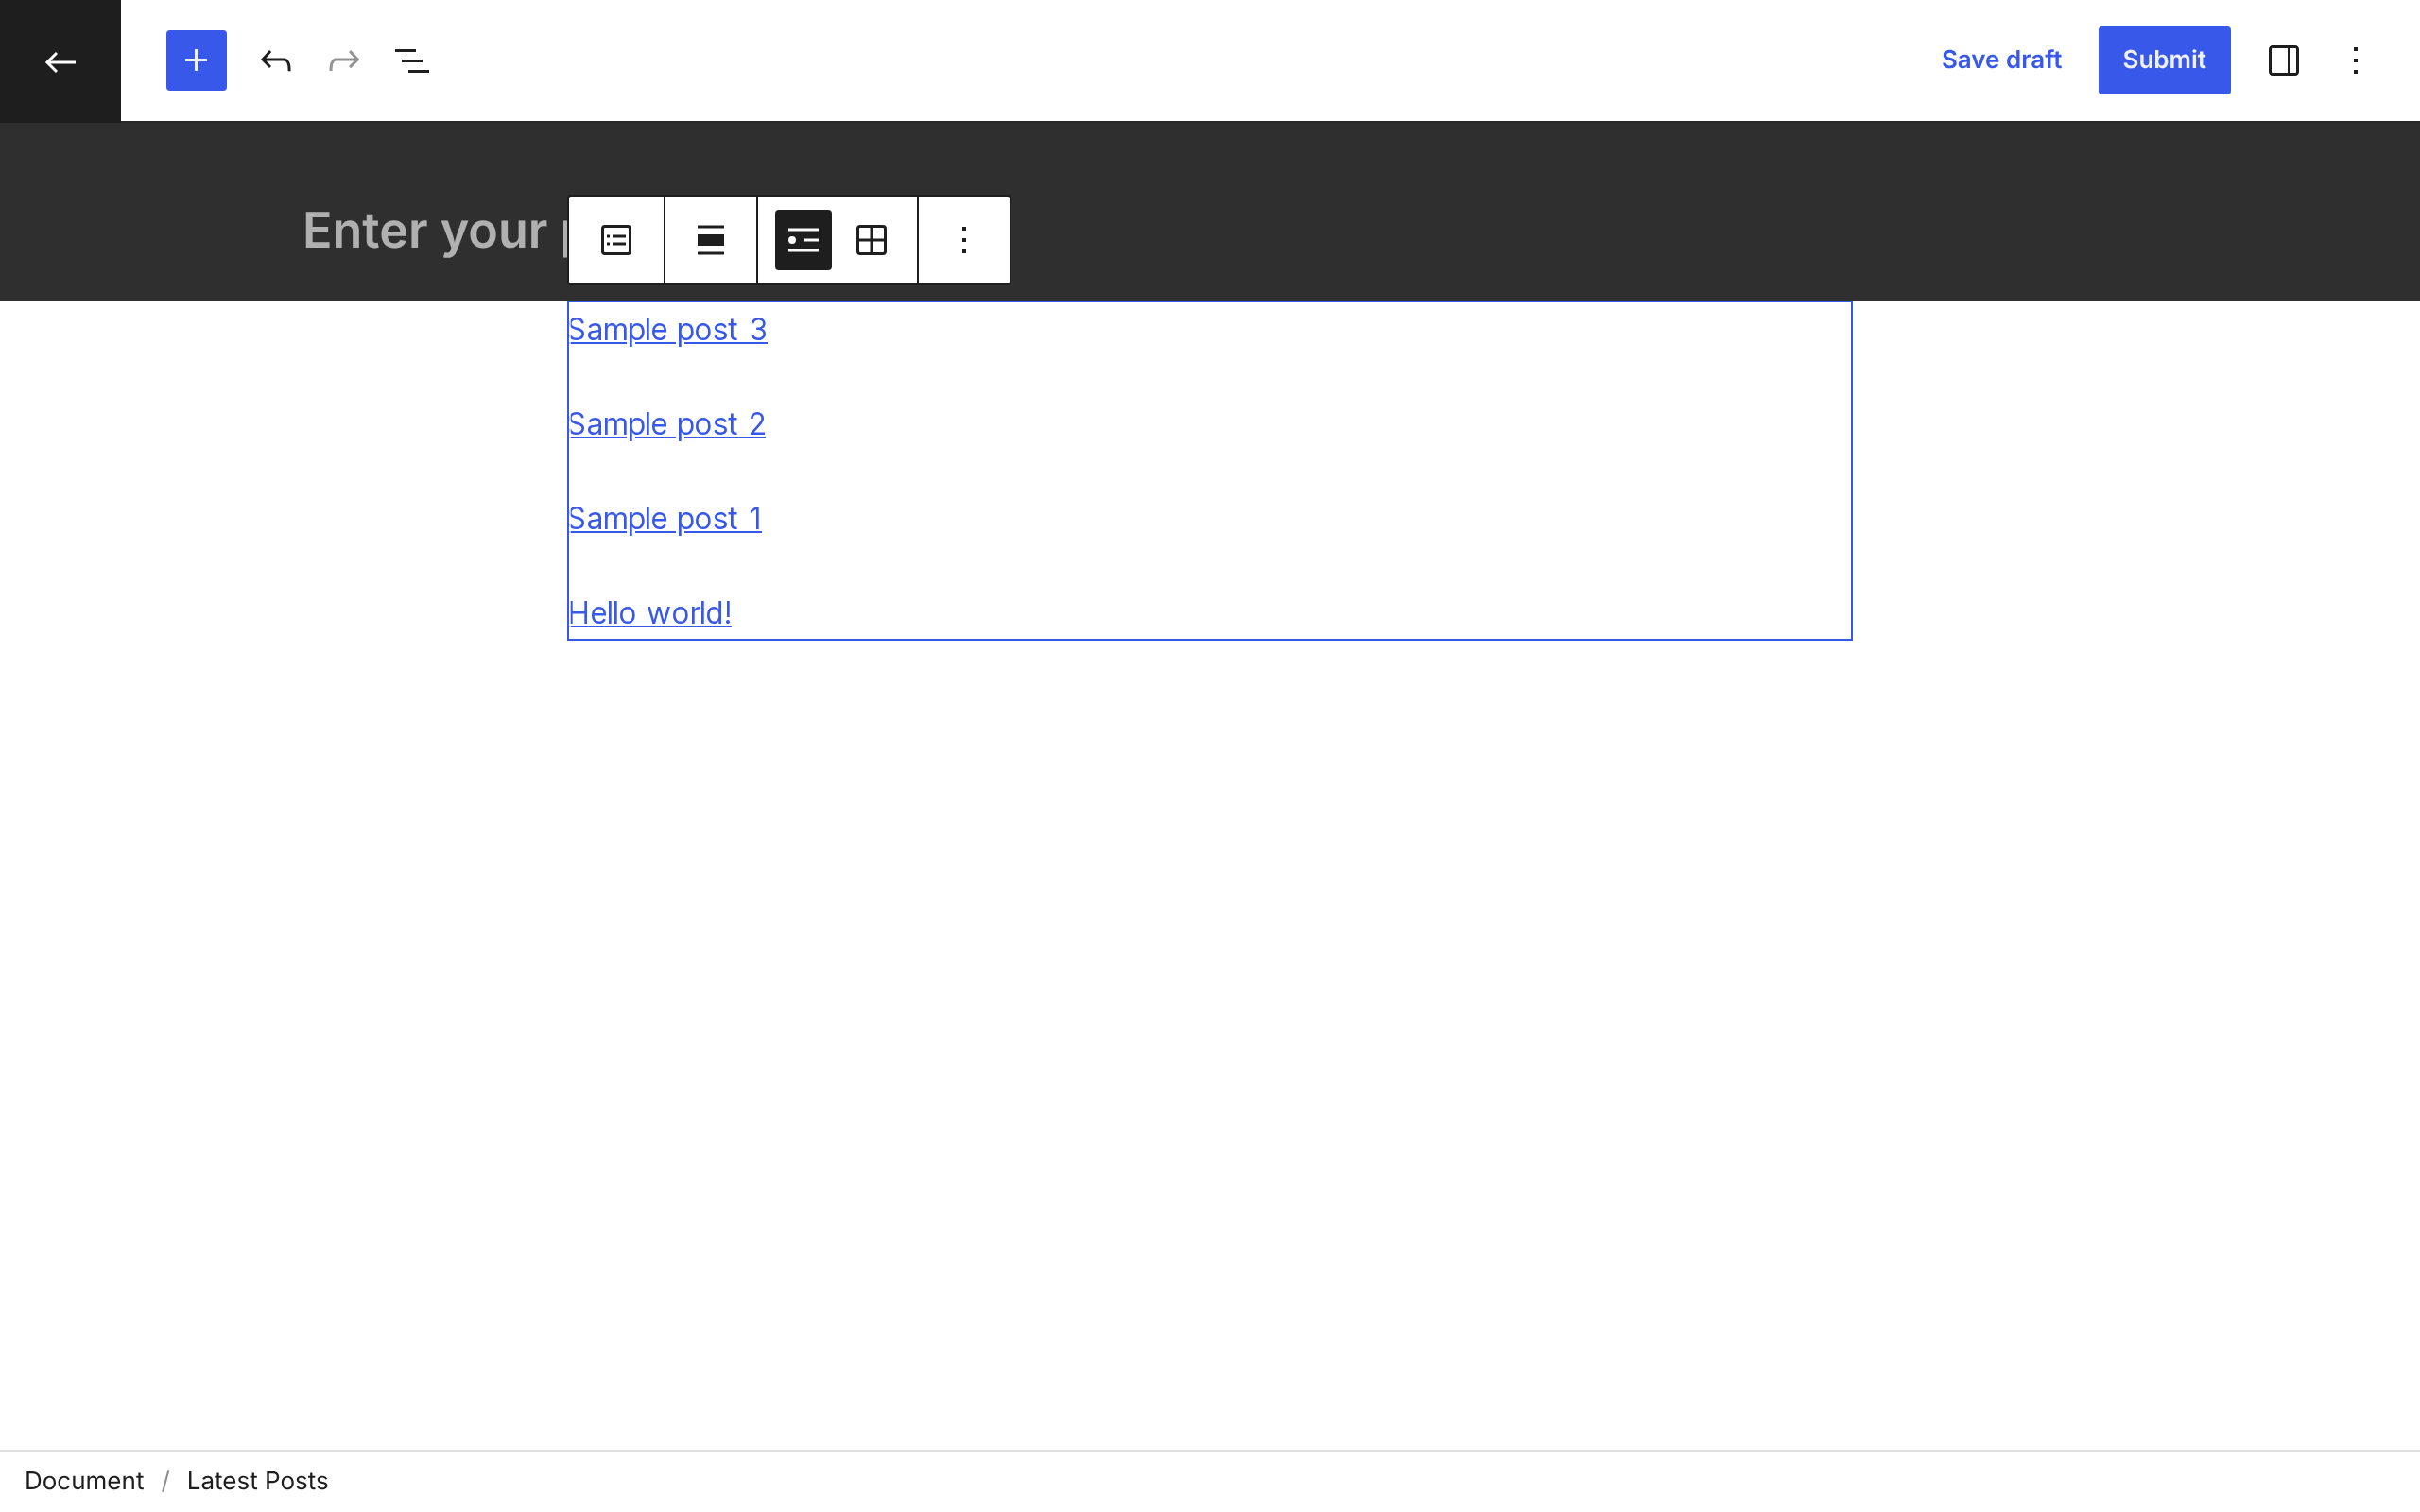 Save draft
Submit
Enter your
Sample post 3
Sample post 2
Sample post 1
Hello world!
Document / Latest Posts